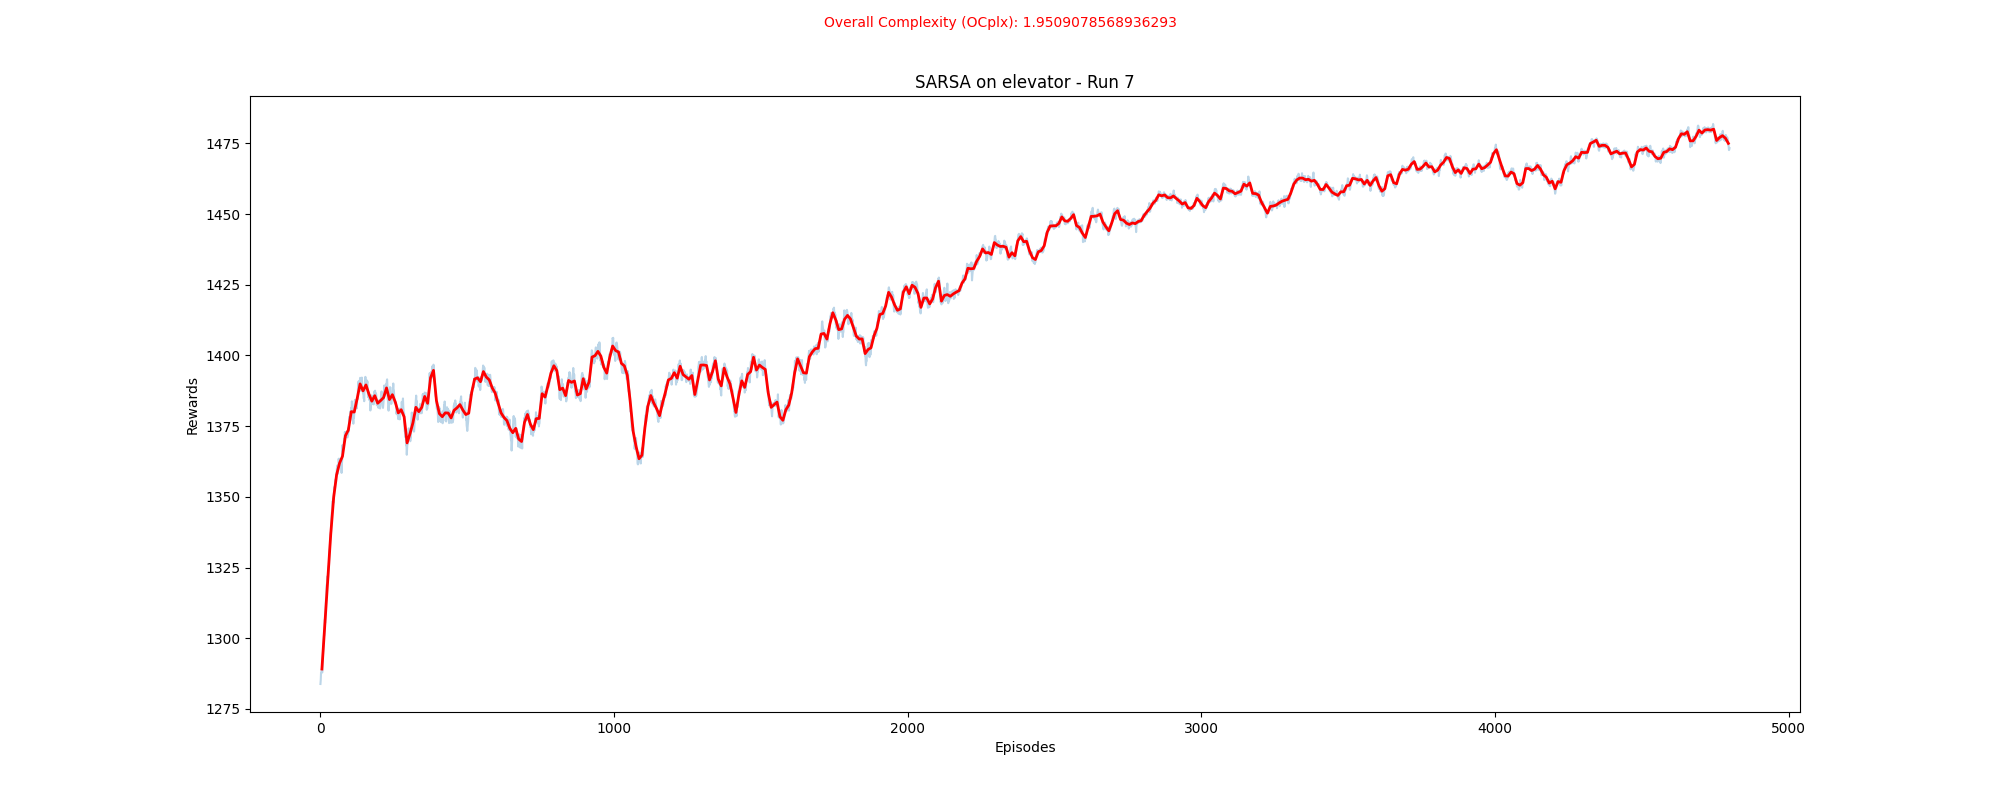 Overall Complexity (OCplx): 1.9509078568936293
SARSA on elevator - Run 7
1475
1450
1425
1400
1375
1350
1325
1300
1275
Rewards
0 1000 2000 3000 4000 5000
Episodes